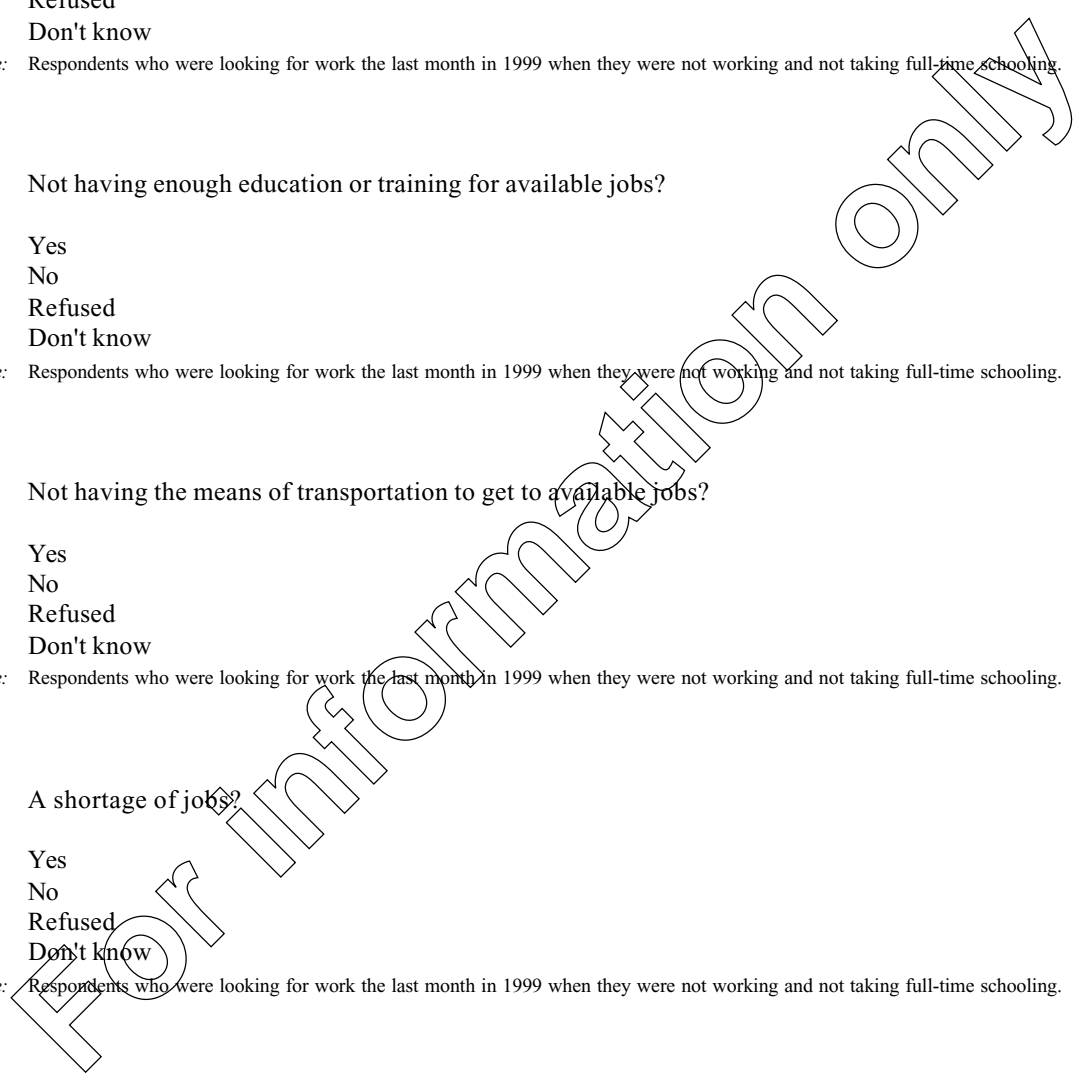 Refused
Don't know
e: Respondents who were looking for work the last month in 1999 when they were not working and not taking full-time schooling.
Not having enough education or training for available jobs?
Yes
No
Refused
Don't know
e: Respondents who were looking for work the last month in 1999 when they were not working and not taking full-time schooling.
Not having the means of transportation to get to available jobs?
Yes
No
Refused
Don't know
e: Respondents who were looking for work the last month in 1999 when they were not working and not taking full-time schooling.
A shortage of jobs?
Yes
No
Refused
Don't know
e: Respondents who were looking for work the last month in 1999 when they were not working and not taking full-time schooling.
For information only